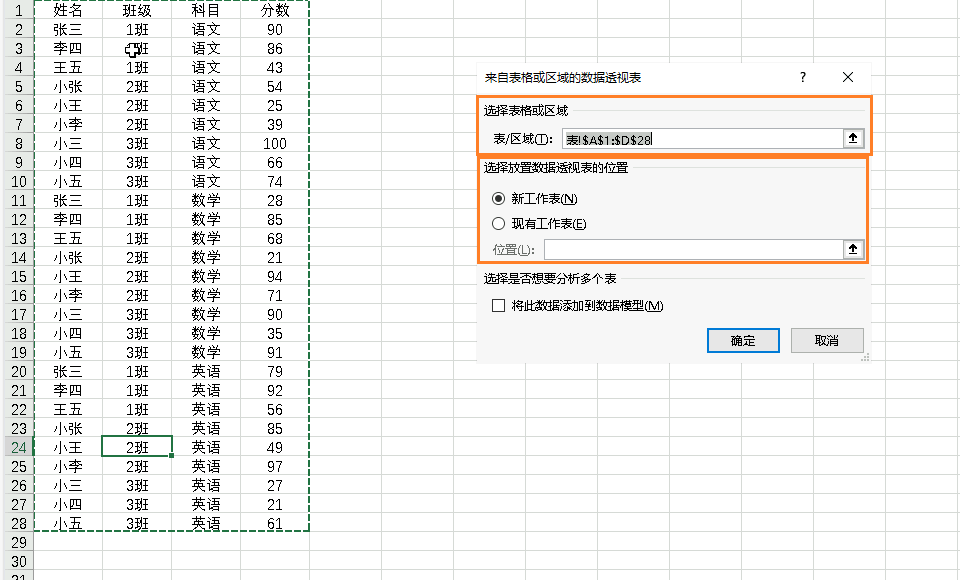 1 姓名 班级 科目 分数
2 张三 1班 语文 90
3 李四 班 语文 86
4 王五 1班 语文 43
5 小张 2班 语文 54
6 小王 2班 语文 25
7 小李 2班 语文 39
8 小三 3班 语文 100
9 小四 3班 语文 66
10 小五 3班 语文 74
11 张三 1班 数学 28
12 李四 1班 数学 85
13 王五 1班 数学 68
14 小张 2班 数学 21
15 小王 2班 数学 94
16 小李 2班 数学 71
17 小三 3班 数学 90
18 小四 3班 数学 35
19 小五 3班 数学 91
20 张三 1班 英语 79
21 李四 1班 英语 92
22 王五 1班 英语 56
23 小张 2班 英语 85
24 小王 2班 英语 49
25 小李 2班 英语 97
26 小三 3班 英语 27
27 小四 3班 英语 21
28 小五 3班 英语 61
29
30
来自表格或区域的数据透视表 ? ×
选择表格或区域
表/区域(T): 表!$A$1:$D$28
选择放置数据透视表的位置
新工作表(N)
现有工作表(E)
位置(L):
选择是否想要分析多个表
将此数据添加到数据模型(M)
确定 取消